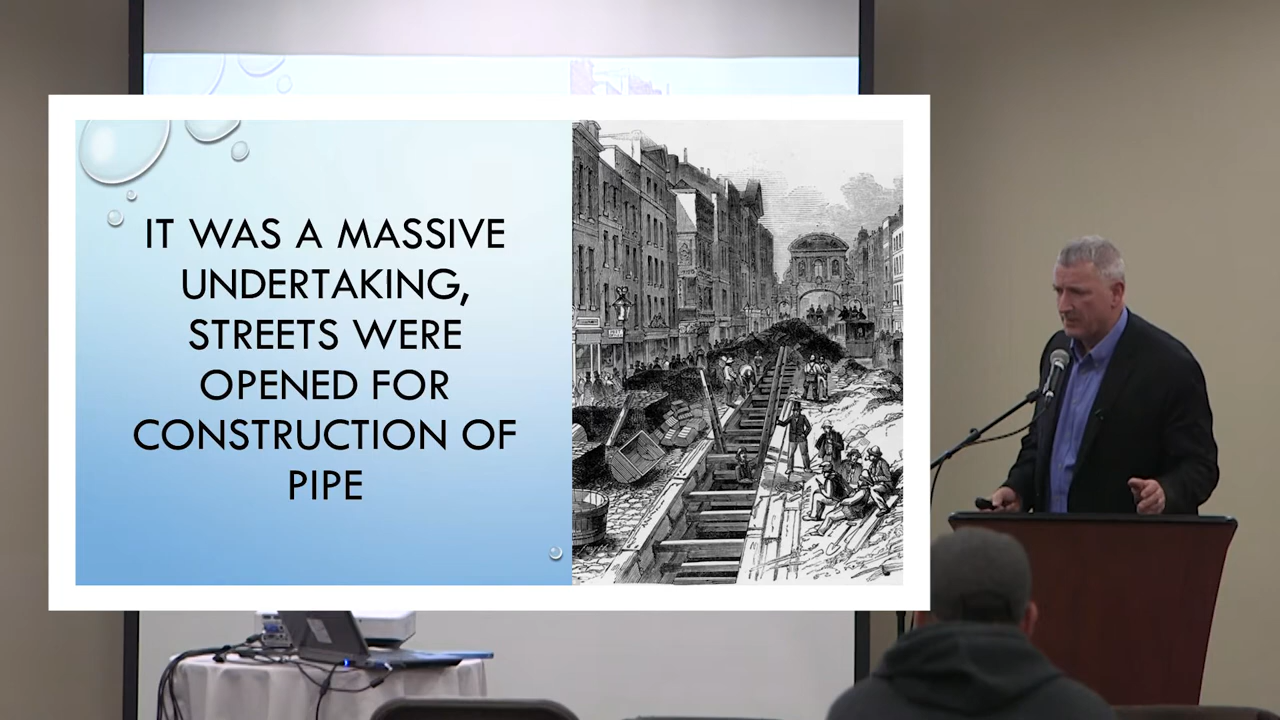 IT WAS A MASSIVE
UNDERTAKING,
STREETS WERE
OPENED FOR
CONSTRUCTION OF
PIPE